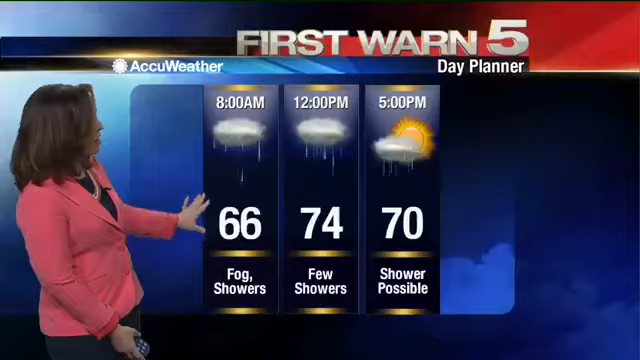 FIRST WARN 5
AccuWeather
Day Planner
8:00AM
12:00PM
5:00PM
66
74
70
Fog,
Showers
Few
Showers
Shower
Possible